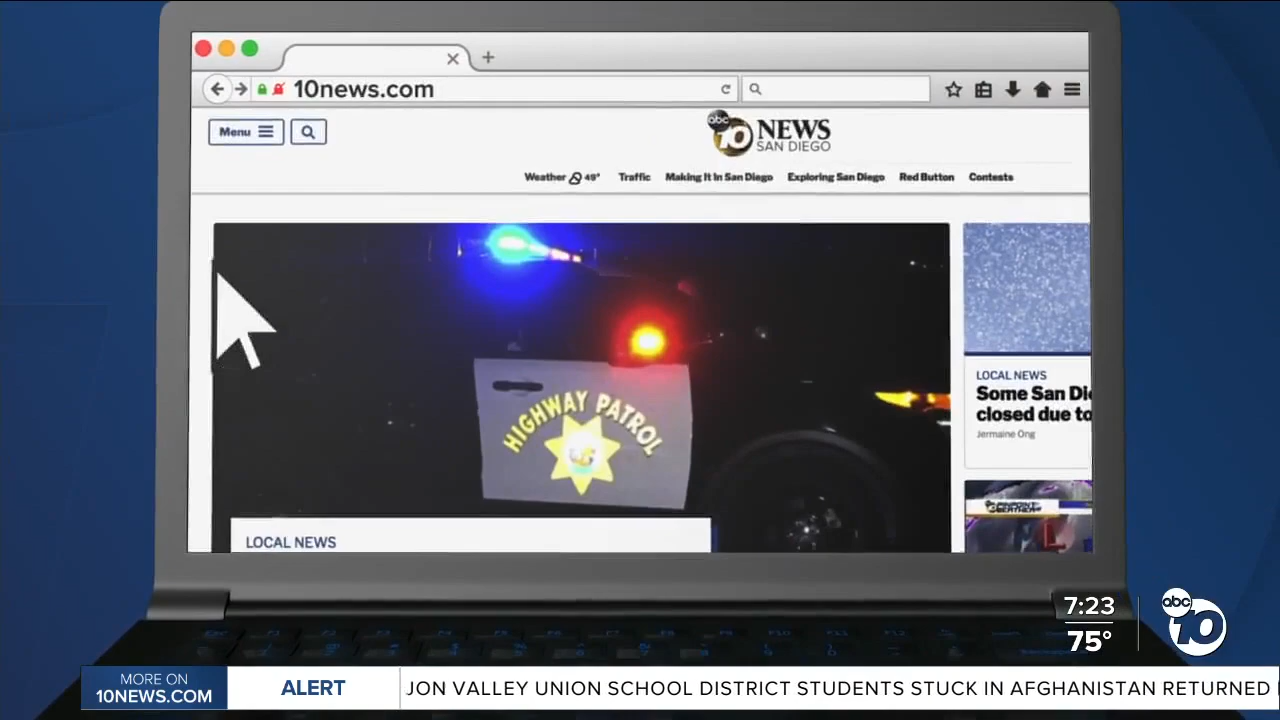 10news.com
Menu
abc 10 NEWS
SAN DIEGO
Weather 49° Traffic Making It In San Diego Exploring San Diego Red Button Contests
HIGHWAY PATROL
LOCAL NEWS
Some San Di
closed due to
Jermaine Ong
LOCAL NEWS
7:23
75°
abc 10
MORE ON
10NEWS.COM
ALERT
JON VALLEY UNION SCHOOL DISTRICT STUDENTS STUCK IN AFGHANISTAN RETURNED